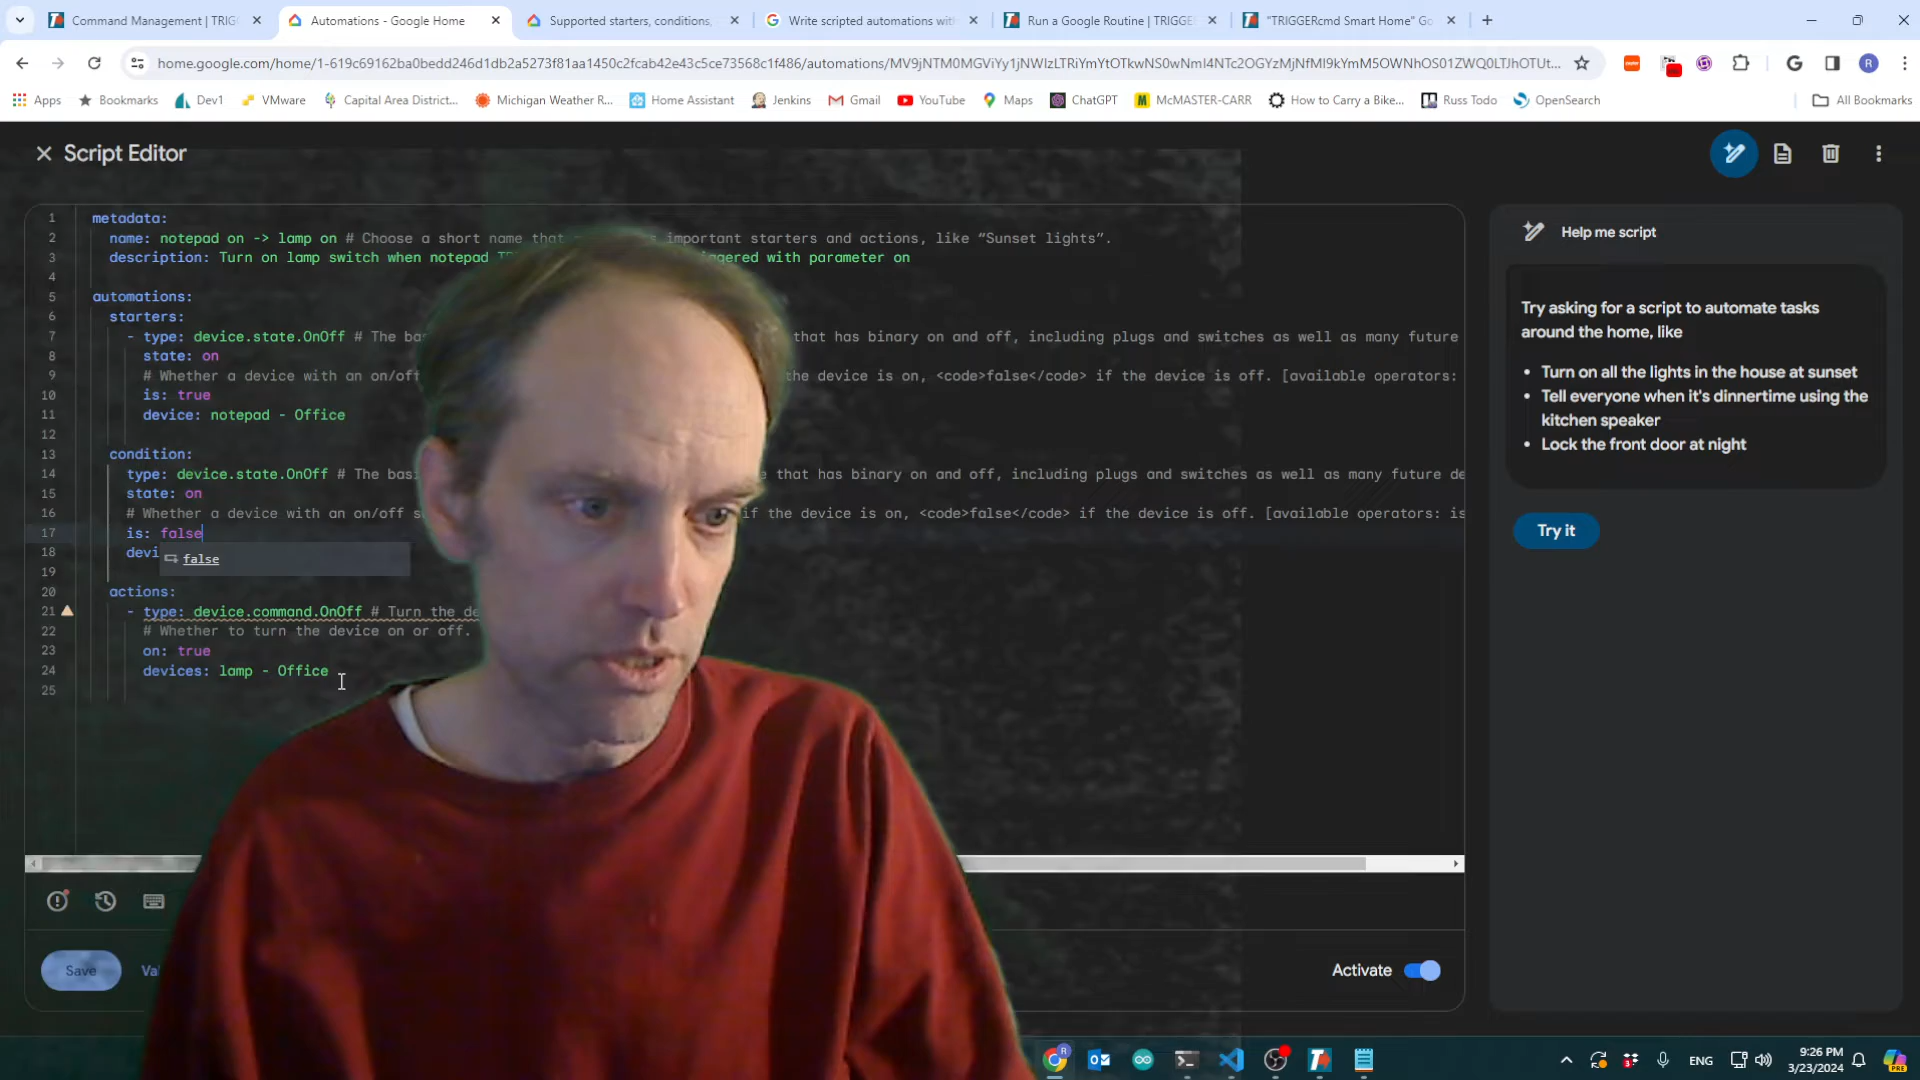 Command Management | TRIG
Automations - Google Home
Supported starters, conditions,
Write scripted automations wit
Run a Google Routine | TRIGGE
"TRIGGERcmd Smart Home" Go
Apps
Bookmarks
Dev1
VMware
Capital Area District...
Michigan Weather R...
Home Assistant
Jenkins
Gmail
YouTube
Maps
ChatGPT
McMASTER-CARR
How to Carry a Bike...
Russ Todo
OpenSearch
All Bookmarks
Script Editor
1 metadata:
2 name: notepad on -> lamp on # Choose a short name that important starters and actions, like “Sunset lights”.
3 description: Turn on lamp switch when notepad with parameter on
4
5 automations:
6 starters:
7 - type: device.state.OnOff # The that has binary on and off, including plugs and switches as well as many future
8 state: on
9 # Whether a device with an on/off the device is on, <code>false</code> if the device is off. [available operators:
10 is: true
11 device: notepad - Office
12
13 condition:
14 type: device.state.OnOff # The that has binary on and off, including plugs and switches as well as many future de
15 state: on
16 # Whether a device with an on/off if the device is on, <code>false</code> if the device is off. [available operators: is
17 is: false
18 devi
false
19
20 actions:
21 - type: device.command.OnOff # Turn the de
22 # Whether to turn the device on or off.
23 on: true
24 devices: lamp - Office
25
Save
Val
Activate
Help me script
Try asking for a script to automate tasks
around the home, like
• Turn on all the lights in the house at sunset
• Tell everyone when it's dinnertime using the
kitchen speaker
• Lock the front door at night
Try it
ENG
9:26 PM
3/23/2024